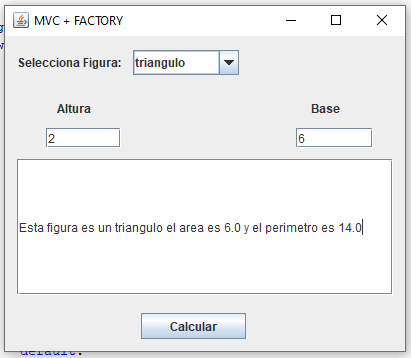 MVC + FACTORY
Selecciona Figura: triangulo
Altura Base
2 6
Esta figura es un triangulo el area es 6.0 y el perimetro es 14.0
Calcular
default: